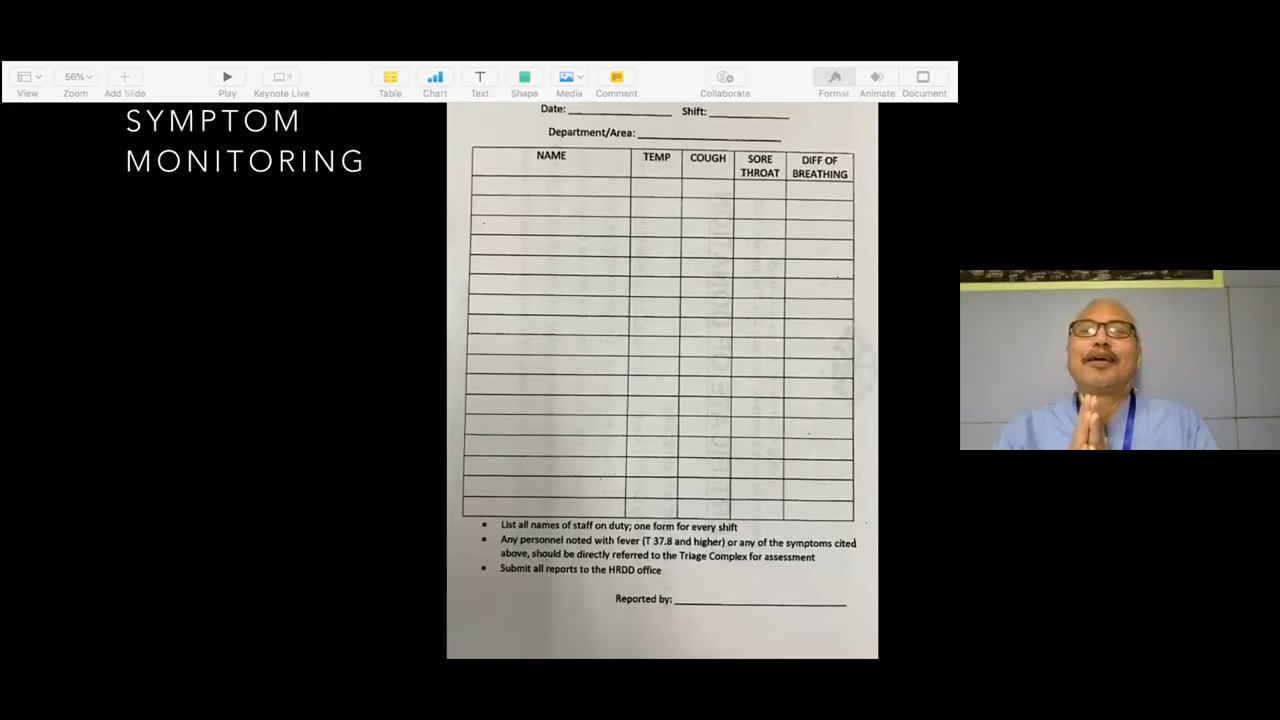 View
56%
Zoom
Add Slide
Play
Keynote Live
Table
Chart
Text
Shape
Media
Comment
Collaborate
Format
Animate
Document
SYMPTOM
MONITORING
Date: Shift:
Department/Area:
NAME TEMP COUGH SORE THROAT DIFF OF BREATHING
• List all names of staff on duty; one form for every shift
• Any personnel noted with fever (T 37.8 and higher) or any of the symptoms cited
above, should be directly referred to the Triage Complex for assessment
• Submit all reports to the HRDD office
Reported by: